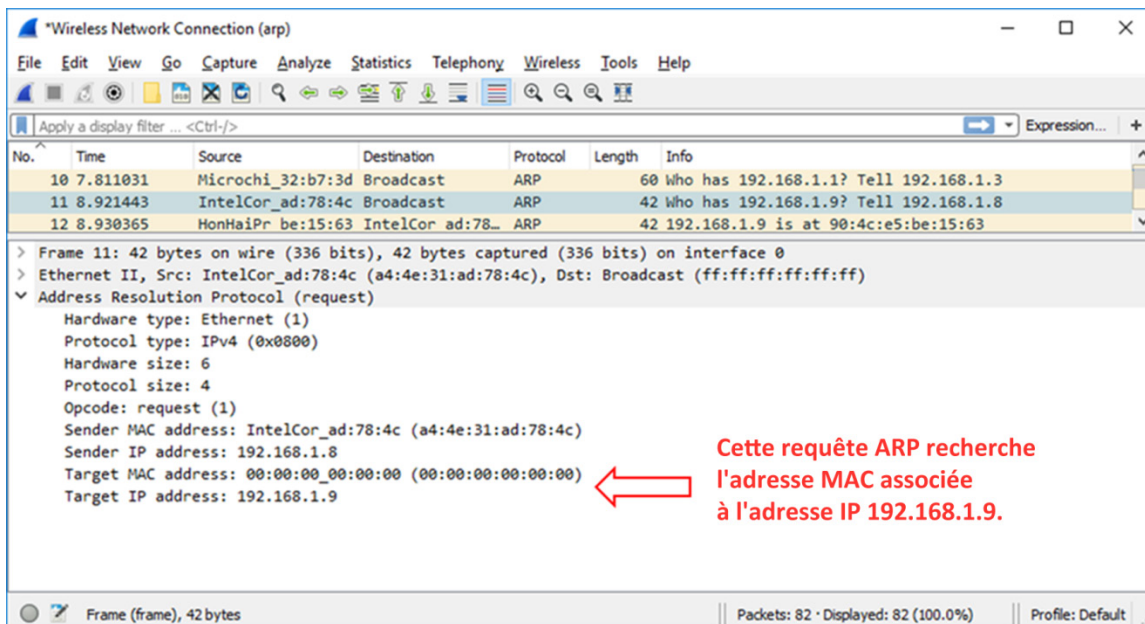 *Wireless Network Connection (arp)
File Edit View Go Capture Analyze Statistics Telephony Wireless Tools Help
Apply a display filter ... <Ctrl-/> Expression... +
No. Time Source Destination Protocol Length Info
10 7.811031 Microchi_32:b7:3d Broadcast ARP 60 Who has 192.168.1.1? Tell 192.168.1.3
11 8.921443 IntelCor_ad:78:4c Broadcast ARP 42 Who has 192.168.1.9? Tell 192.168.1.8
12 8.930365 HonHaiPr_be:15:63 IntelCor_ad:78… ARP 42 192.168.1.9 is at 90:4c:e5:be:15:63
> Frame 11: 42 bytes on wire (336 bits), 42 bytes captured (336 bits) on interface 0
> Ethernet II, Src: IntelCor_ad:78:4c (a4:4e:31:ad:78:4c), Dst: Broadcast (ff:ff:ff:ff:ff:ff)
Address Resolution Protocol (request)
Hardware type: Ethernet (1)
Protocol type: IPv4 (0x0800)
Hardware size: 6
Protocol size: 4
Opcode: request (1)
Sender MAC address: IntelCor_ad:78:4c (a4:4e:31:ad:78:4c)
Sender IP address: 192.168.1.8
Target MAC address: 00:00:00_00:00:00 (00:00:00:00:00:00)
Target IP address: 192.168.1.9
Cette requête ARP recherche
l'adresse MAC associée
à l'adresse IP 192.168.1.9.
Frame (frame), 42 bytes Packets: 82 · Displayed: 82 (100.0%) Profile: Default